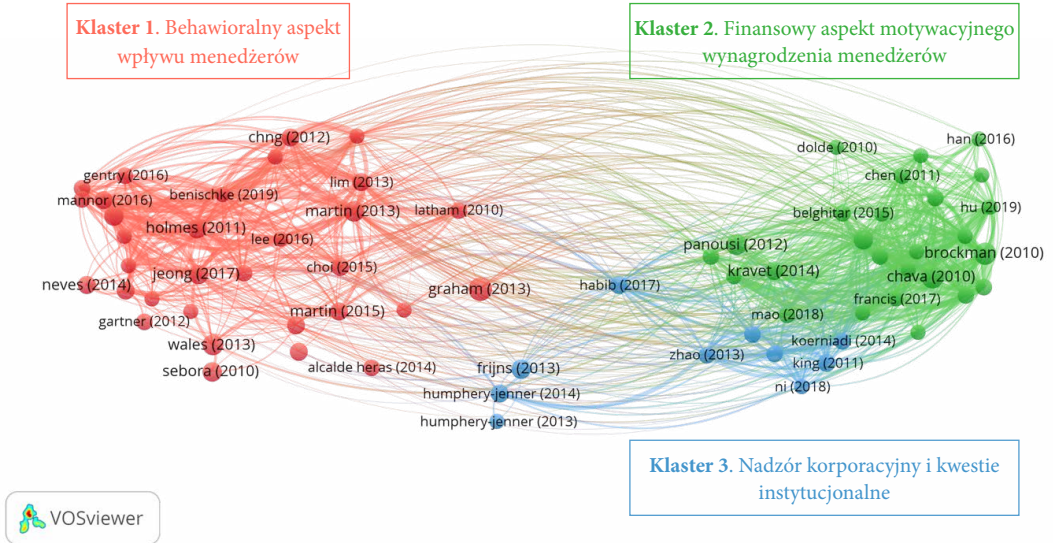 Klaster 1. Behawioralny aspekt
wpływu menedżerów
Klaster 2. Finansowy aspekt motywacyjnego
wynagrodzenia menedżerów
chng (2012)
gentry (2016)
lim (2013)
mannor (2016)
benischke (2019)
martin (2013)
latham (2010)
holmes (2011)
lee (2016)
choi (2015)
jeong (2017)
neves (2014)
graham (2013)
gartner (2012)
martin (2015)
wales (2013)
sebora (2010)
alcalde heras (2014)
han (2016)
dolde (2010)
chen (2011)
belghitar (2015)
hu (2019)
panousi (2012)
brockman (2010)
kravet (2014)
chava (2010)
habib (2017)
francis (2017)
mao (2018)
koerniadi (2014)
zhao (2013)
king (2011)
ni (2018)
frijns (2013)
humphery-jenner (2014)
humphery-jenner (2013)
Klaster 3. Nadzór korporacyjny i kwestie
instytucjonalne
VOSviewer